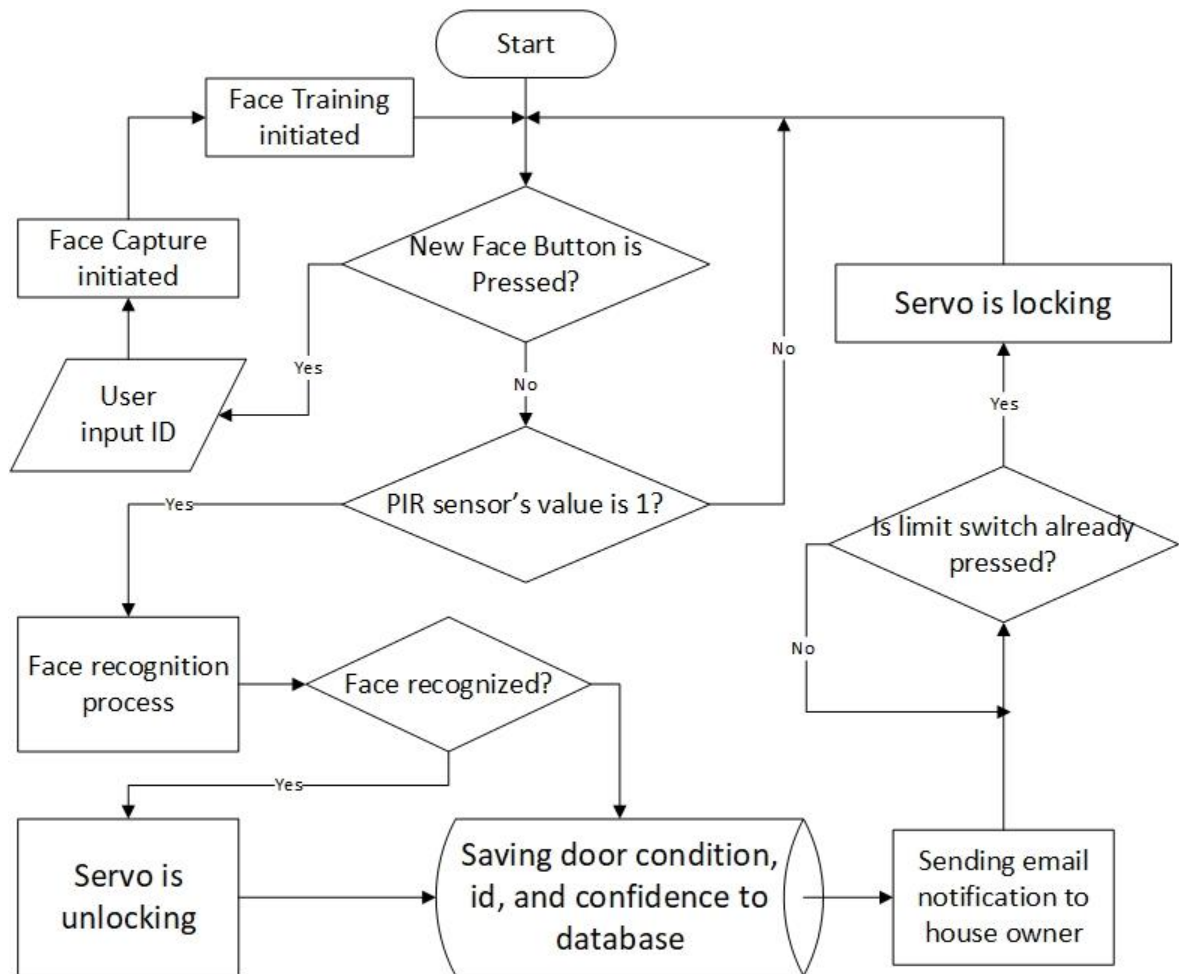 Start
Face Training
initiated
Face Capture
initiated
New Face Button is
Pressed?
Servo is locking
Yes
No
No
User
input ID
Yes
Yes
PIR sensor's value is 1?
Is limit switch already
pressed?
No
Face recognition
process
Face recognized?
Yes
Servo is
unlocking
Saving door condition,
id, and confidence to
database
Sending email
notification to
house owner